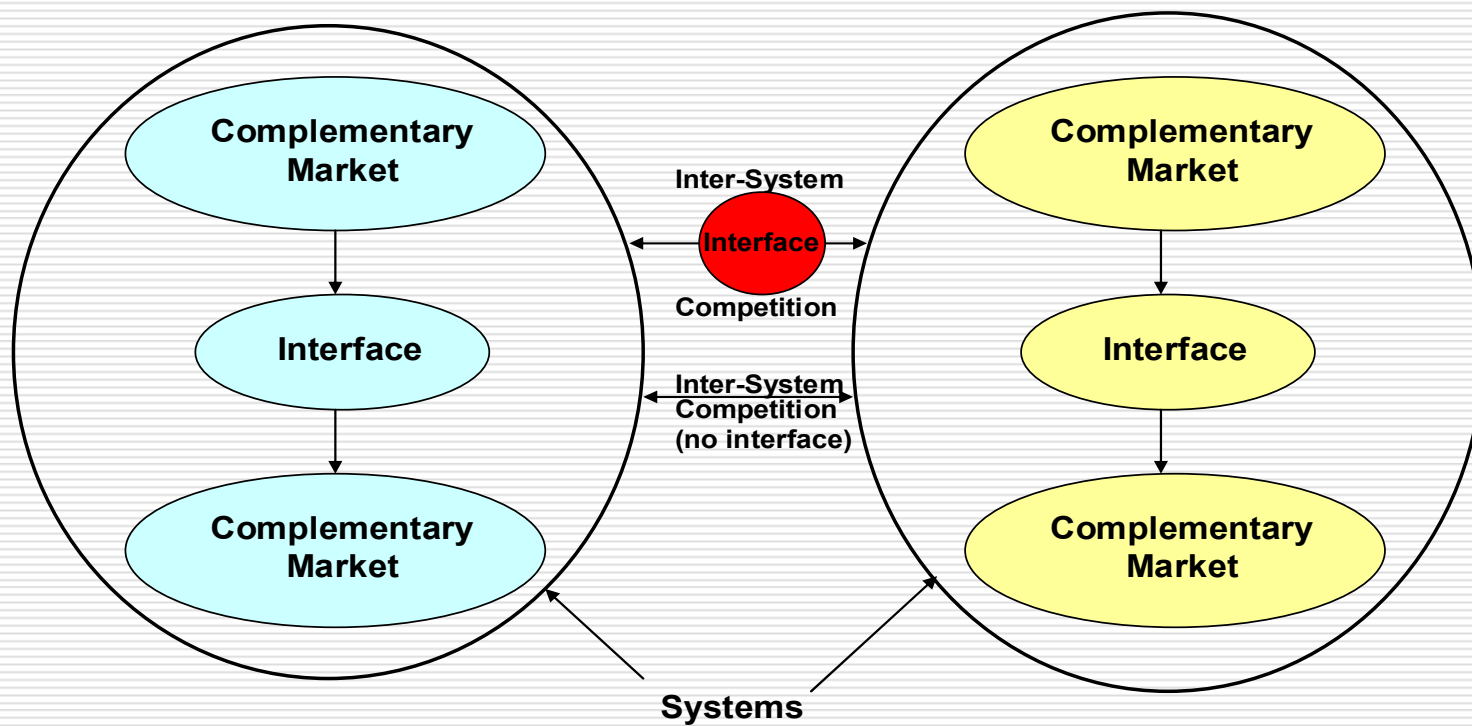 Complementary
Market
Interface
Complementary
Market
Inter-System
Interface
Competition
Inter-System
Competition
(no interface)
Complementary
Market
Interface
Complementary
Market
Systems